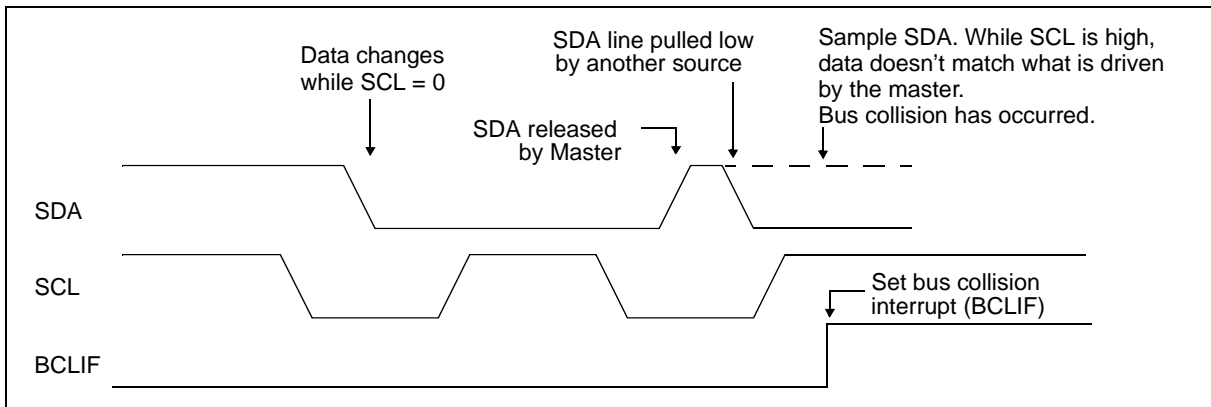 Data changes
while SCL = 0
SDA line pulled low
by another source
Sample SDA. While SCL is high,
data doesn't match what is driven
by the master.
Bus collision has occurred.
SDA released
by Master
SDA
SCL
Set bus collision
interrupt (BCLIF)
BCLIF